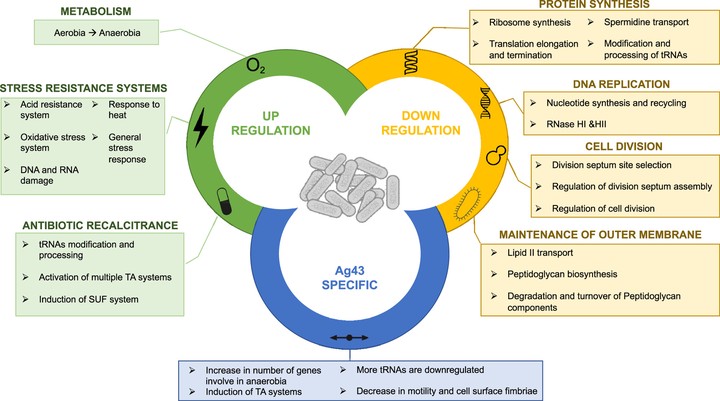 METABOLISM
Aerobia → Anaerobia
STRESS RESISTANCE SYSTEMS
➢ Acid resistance
system
➢ Oxidative stress
system
➢ DNA and RNA
damage
➢ Response to
heat
➢ General
stress
response
ANTIBIOTIC RECALCITRANCE
➢ tRNAs modification and
processing
➢ Activation of multiple TA systems
➢ Induction of SUF system
O₂
UP
REGULATION
DOWN
REGULATION
Ag43
SPECIFIC
PROTEIN SYNTHESIS
➢ Ribosome synthesis
➢ Translation elongation
and termination
➢ Spermidine transport
➢ Modification and
processing of tRNAs
DNA REPLICATION
➢ Nucleotide synthesis and recycling
➢ RNase HI &HII
CELL DIVISION
➢ Division septum site selection
➢ Regulation of division septum assembly
➢ Regulation of cell division
MAINTENANCE OF OUTER MEMBRANE
➢ Lipid II transport
➢ Peptidoglycan biosynthesis
➢ Degradation and turnover of Peptidoglycan
components
➢ Increase in number of genes
involve in anaerobia
➢ Induction of TA systems
➢ More tRNAs are downregulated
➢ Decrease in motility and cell surface fimbriae